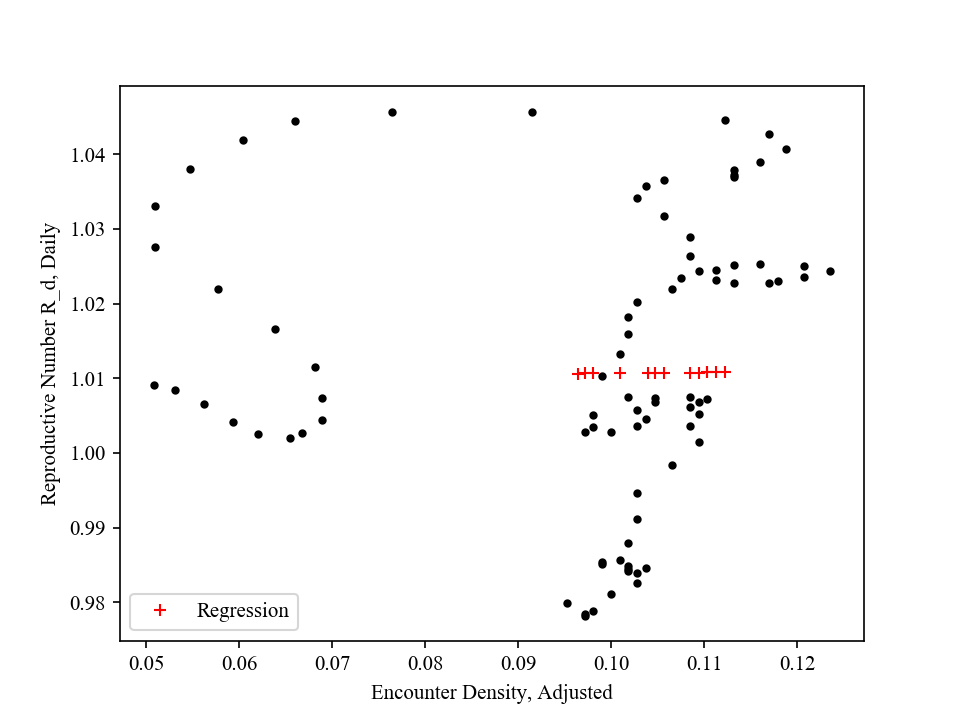 1.04
1.03
1.02
1.01
1.00
0.99
0.98
Reproductive Number R_d, Daily
Regression
0.05 0.06 0.07 0.08 0.09 0.10 0.11 0.12
Encounter Density, Adjusted